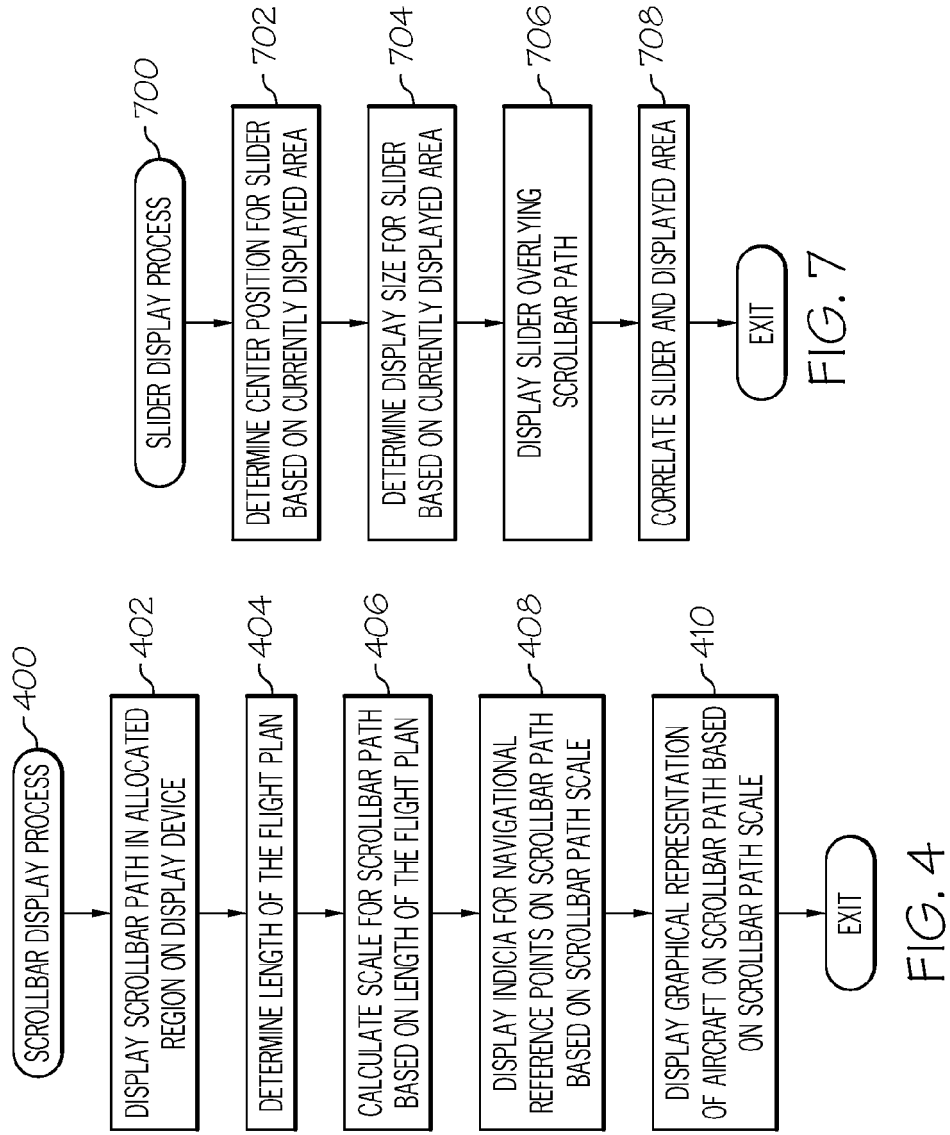 SCROLLBAR DISPLAY PROCESS
400
DISPLAY SCROLLBAR PATH IN ALLOCATED
REGION ON DISPLAY DEVICE
402
DETERMINE LENGTH OF THE FLIGHT PLAN
404
CALCULATE SCALE FOR SCROLLBAR PATH
BASED ON LENGTH OF THE FLIGHT PLAN
406
DISPLAY INDICIA FOR NAVIGATIONAL
REFERENCE POINTS ON SCROLLBAR PATH
BASED ON SCROLLBAR PATH SCALE
408
DISPLAY GRAPHICAL REPRESENTATION
OF AIRCRAFT ON SCROLLBAR PATH BASED
ON SCROLLBAR PATH SCALE
410
EXIT
FIG. 4
SLIDER DISPLAY PROCESS
700
DETERMINE CENTER POSITION FOR SLIDER
BASED ON CURRENTLY DISPLAYED AREA
702
DETERMINE DISPLAY SIZE FOR SLIDER
BASED ON CURRENTLY DISPLAYED AREA
704
DISPLAY SLIDER OVERLYING
SCROLLBAR PATH
706
CORRELATE SLIDER AND DISPLAYED AREA
708
EXIT
FIG. 7